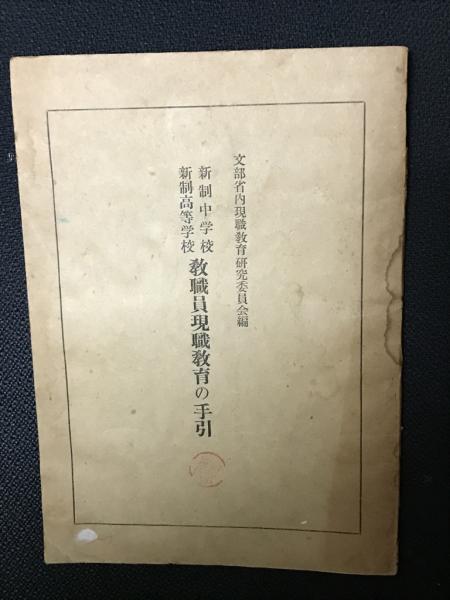 文部省内現職教育研究委員会編
新制中学校
新制高等学校
教職員現職教育の手引